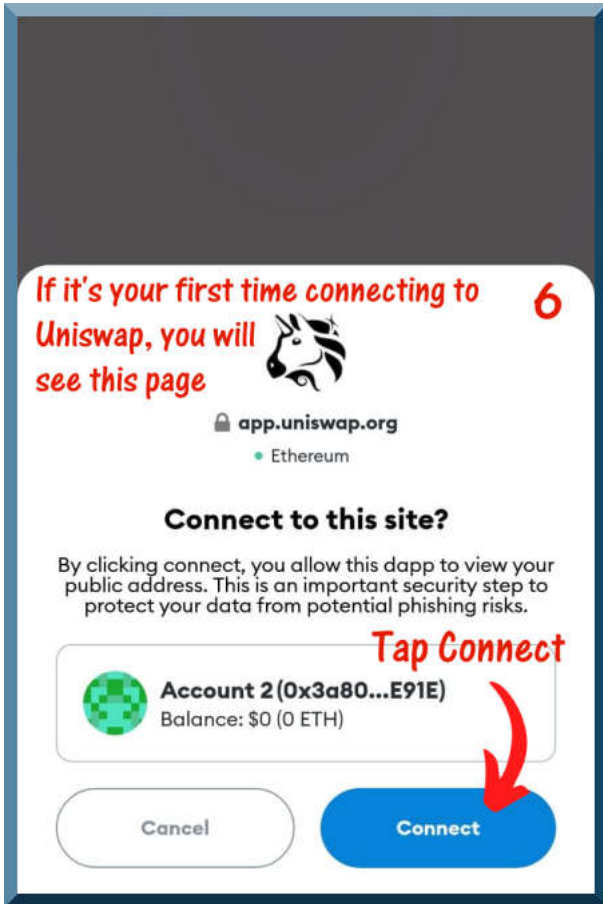 If it's your first time connecting to
6
Uniswap, you will
see this page
app.uniswap.org
Ethereum
Connect to this site?
By clicking connect, you allow this dapp to view your
public address. This is an important security step to
protect your data from potential phishing risks.
Tap Connect
Account 2 (0x3a80...E91E)
Balance: $0 (0 ETH)
Cancel
Connect